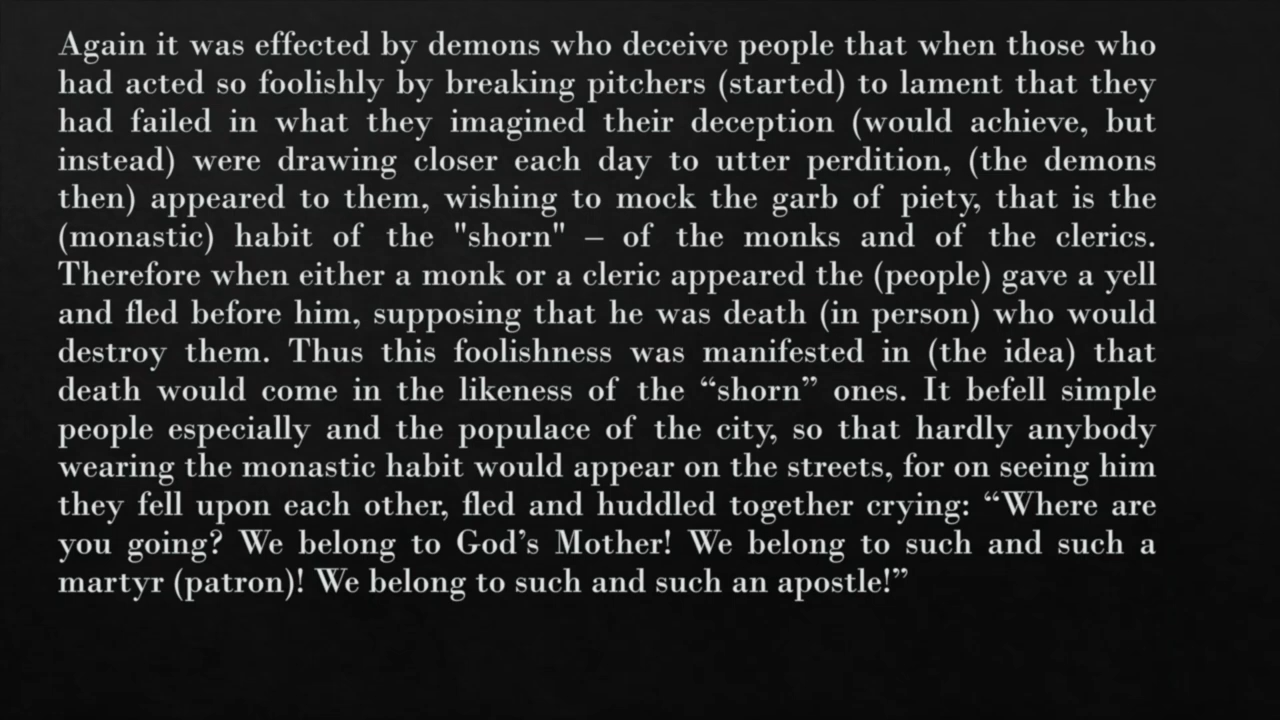 Again it was effected by demons who deceive people that when those who
had acted so foolishly by breaking pitchers (started) to lament that they
had failed in what they imagined their deception (would achieve, but
instead) were drawing closer each day to utter perdition, (the demons
then) appeared to them, wishing to mock the garb of piety, that is the
(monastic) habit of the "shorn" – of the monks and of the clerics.
Therefore when either a monk or a cleric appeared the (people) gave a yell
and fled before him, supposing that he was death (in person) who would
destroy them. Thus this foolishness was manifested in (the idea) that
death would come in the likeness of the “shorn” ones. It befell simple
people especially and the populace of the city, so that hardly anybody
wearing the monastic habit would appear on the streets, for on seeing him
they fell upon each other, fled and huddled together crying: “Where are
you going? We belong to God’s Mother! We belong to such and such a
martyr (patron)! We belong to such and such an apostle!”